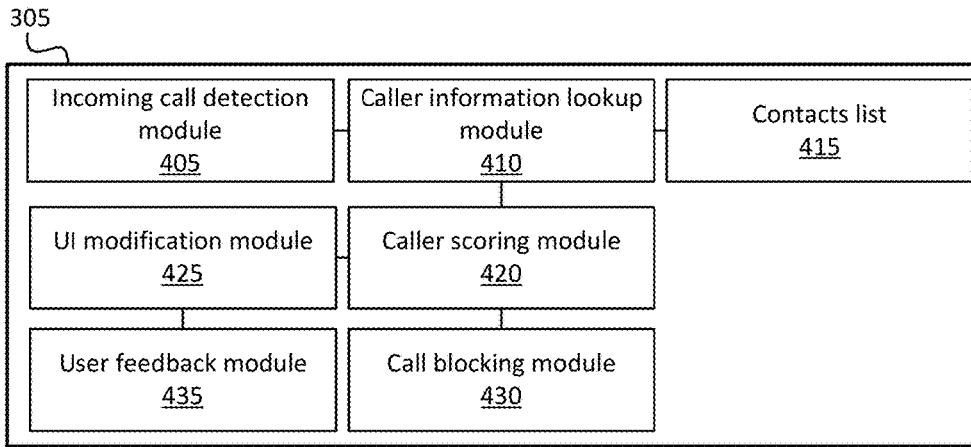 305
Incoming call detection
module
405
Caller information lookup
module
410
Contacts list
415
UI modification module
425
Caller scoring module
420
User feedback module
435
Call blocking module
430